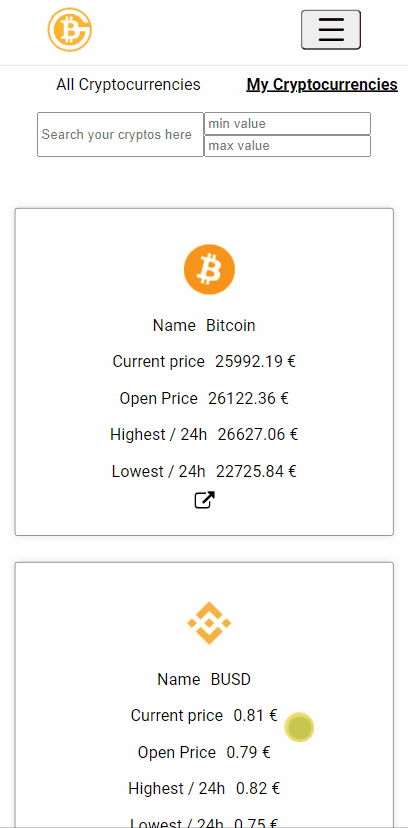 All Cryptocurrencies My Cryptocurrencies
Search your cryptos here
min value
max value
Name Bitcoin
Current price 25992.19 €
Open Price 26122.36 €
Highest / 24h 26627.06 €
Lowest / 24h 22725.84 €
Name BUSD
Current price 0.81 €
Open Price 0.79 €
Highest / 24h 0.82 €
Lowest / 24h 0.75 €